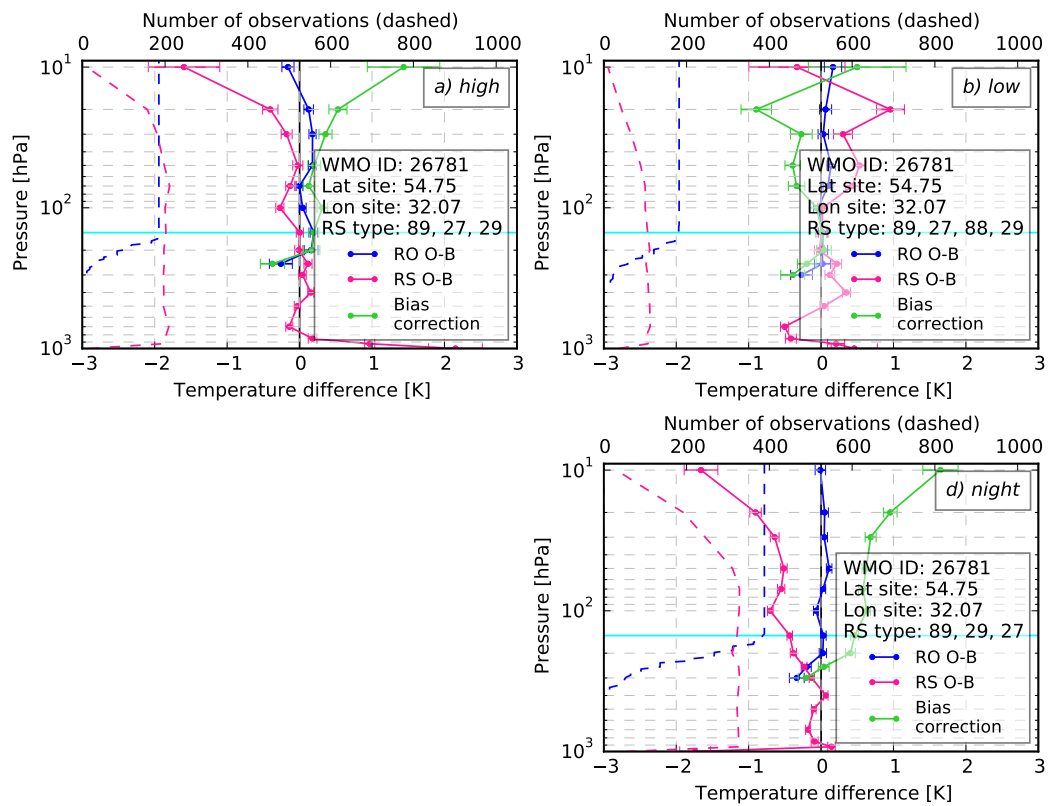 Number of observations (dashed)
0 200 400 600 800 1000
a) high
10¹
10²
10³
Pressure [hPa]
WMO ID: 26781
Lat site: 54.75
Lon site: 32.07
RS type: 89, 27, 29
RO O-B
RS O-B
Bias
correction
−3 −2 −1 0 1 2 3
Temperature difference [K]
Number of observations (dashed)
0 200 400 600 800 1000
b) low
10¹
10²
10³
Pressure [hPa]
WMO ID: 26781
Lat site: 54.75
Lon site: 32.07
RS type: 89, 27, 88, 29
RO O-B
RS O-B
Bias
correction
−3 −2 −1 0 1 2 3
Temperature difference [K]
Number of observations (dashed)
0 200 400 600 800 1000
d) night
10¹
10²
10³
Pressure [hPa]
WMO ID: 26781
Lat site: 54.75
Lon site: 32.07
RS type: 89, 29, 27
RO O-B
RS O-B
Bias
correction
−3 −2 −1 0 1 2 3
Temperature difference [K]